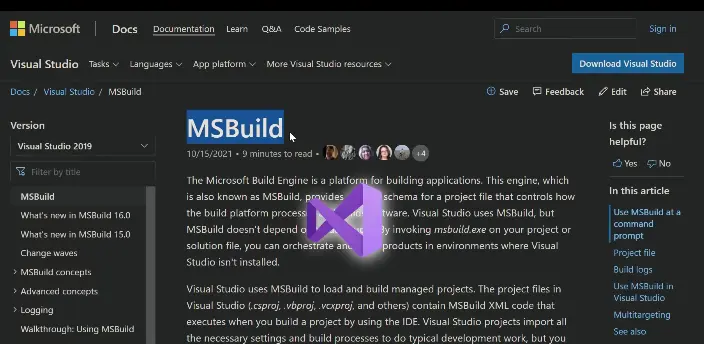 Microsoft Docs Documentation Learn Q&A Code Samples Search Sign in
Visual Studio Tasks Languages App platform More Visual Studio resources Download Visual Studio
Docs / Visual Studio / MSBuild
Save Feedback Edit Share
Version
Visual Studio 2019
Filter by title
MSBuild
What's new in MSBuild 16.0
What's new in MSBuild 15.0
Change waves
MSBuild concepts
Advanced concepts
Logging
Walkthrough: Using MSBuild
MSBuild
10/15/2021 • 9 minutes to read • +4
The Microsoft Build Engine is a platform for building applications. This engine, which
is also known as MSBuild, provides schema for a project file that controls how
the build platform software. Visual Studio uses MSBuild, but
MSBuild doesn't depend By invoking msbuild.exe on your project or
solution file, you can orchestrate and products in environments where Visual
Studio isn't installed.
Visual Studio uses MSBuild to load and build managed projects. The project files in
Visual Studio (.csproj, .vbproj, .vcxproj, and others) contain MSBuild XML code that
executes when you build a project by using the IDE. Visual Studio projects import all
the necessary settings and build processes to do typical development work, but you
Is this page
helpful?
Yes No
In this article
Use MSBuild at a
command
prompt
Project file
Build logs
Use MSBuild in
Visual Studio
Multitargeting
See also